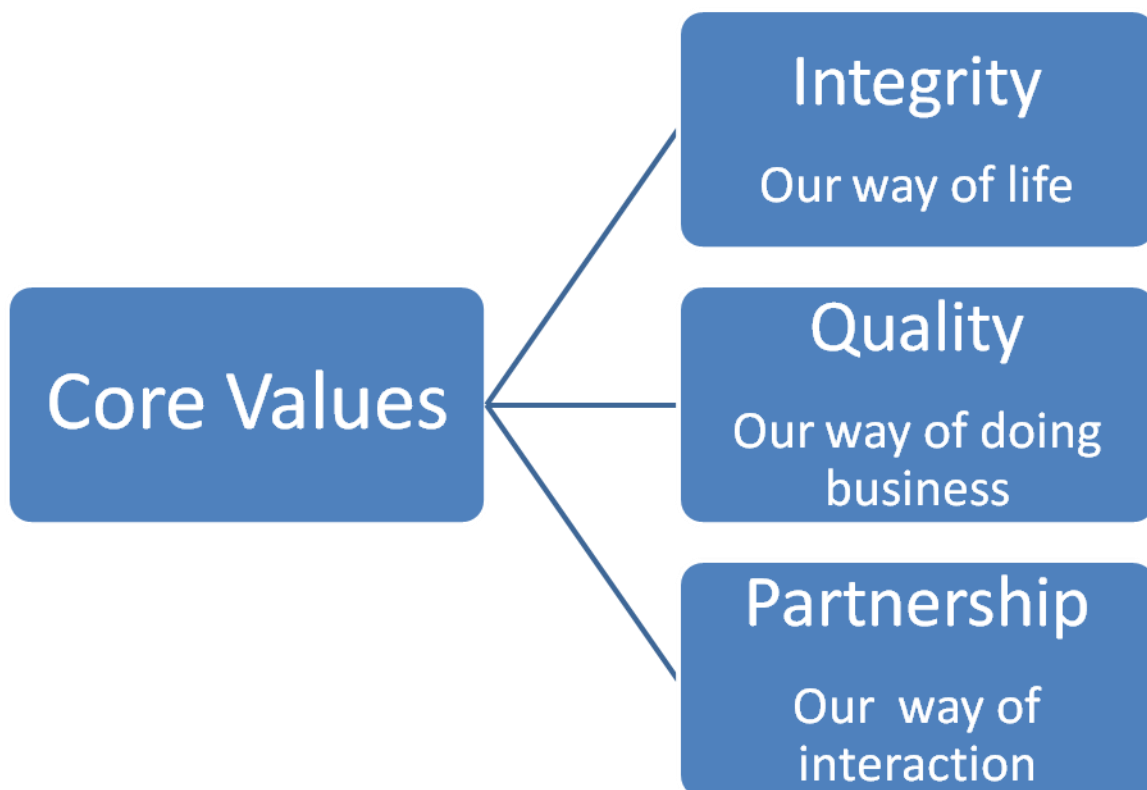 Core Values
Integrity
Our way of life
Quality
Our way of doing
business
Partnership
Our  way of
interaction